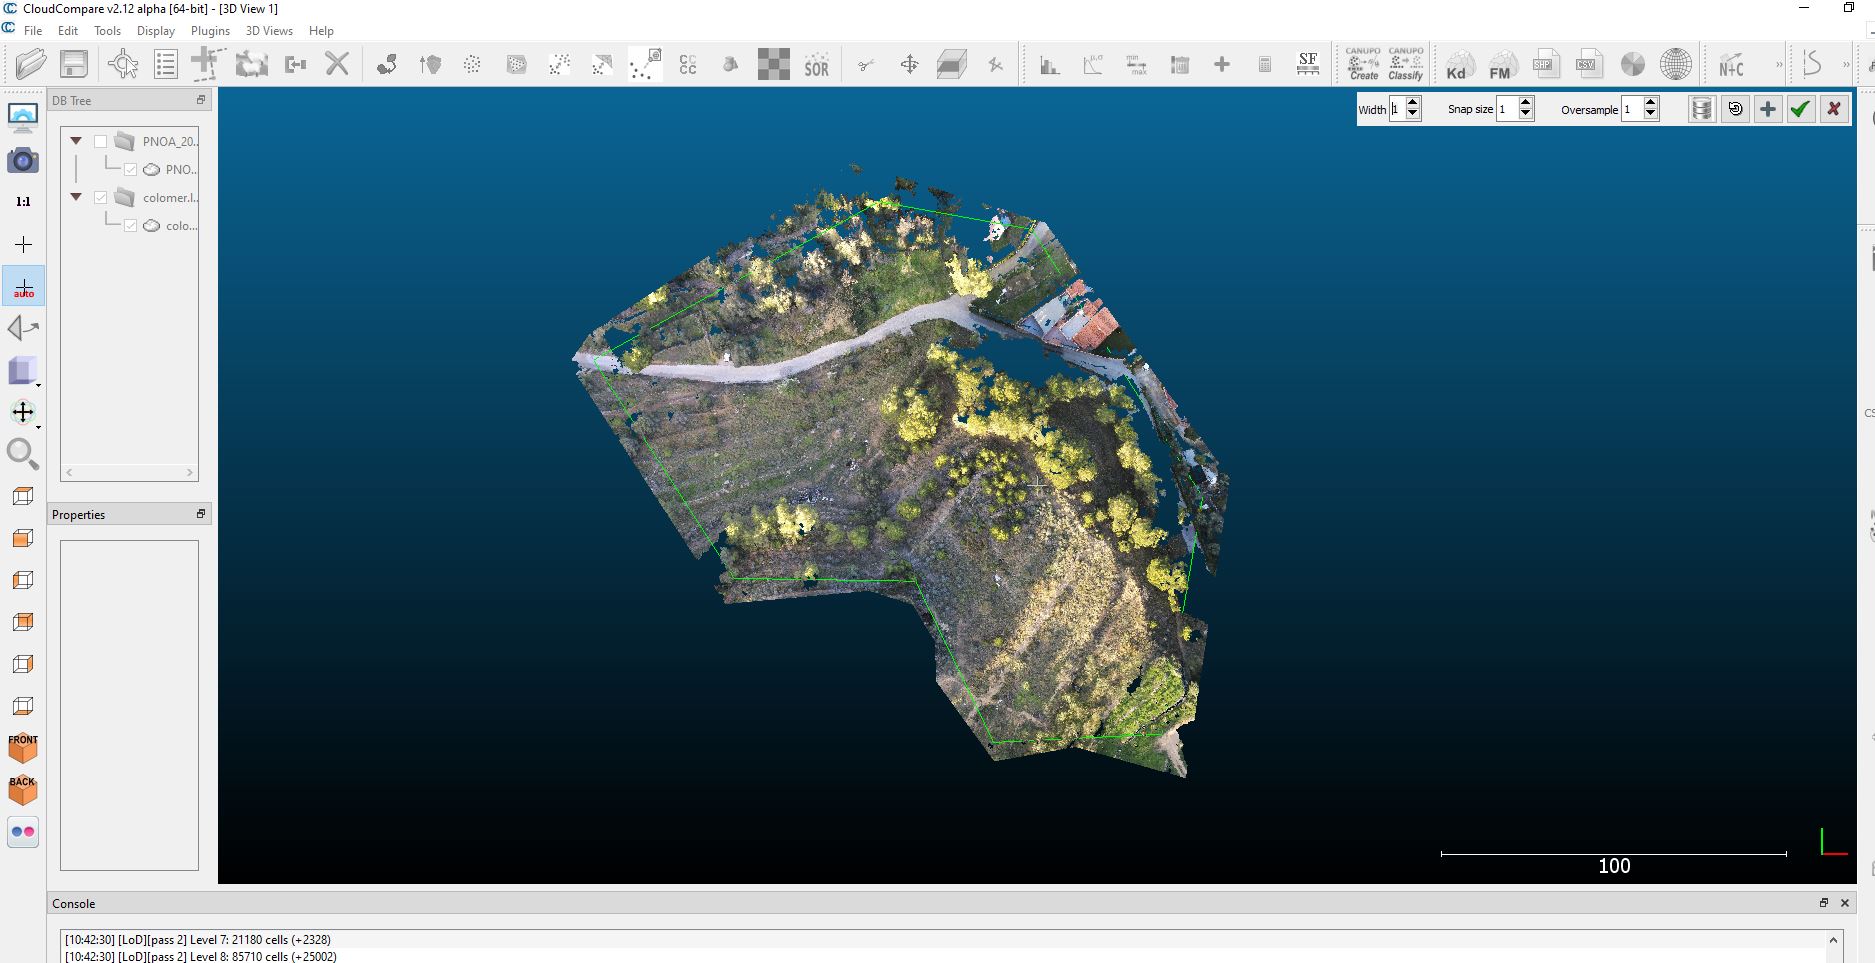 CloudCompare v2.12 alpha [64-bit] - [3D View 1]
File Edit Tools Display Plugins 3D Views Help
SOR
min
max
SF
CANUPO
Create
CANUPO
Classify
Kd
FM
SHP
CSV
N+C
DB Tree
Width 1 Snap size 1 Oversample 1
PNOA_20..
PNO...
colomer.l..
colo...
1:1
auto
Properties
FRONT
BACK
100
Console
[10:42:30] [LoD][pass 2] Level 7: 21180 cells (+2328)
[10:42:30] [LoD][pass 2] Level 8: 85710 cells (+25002)